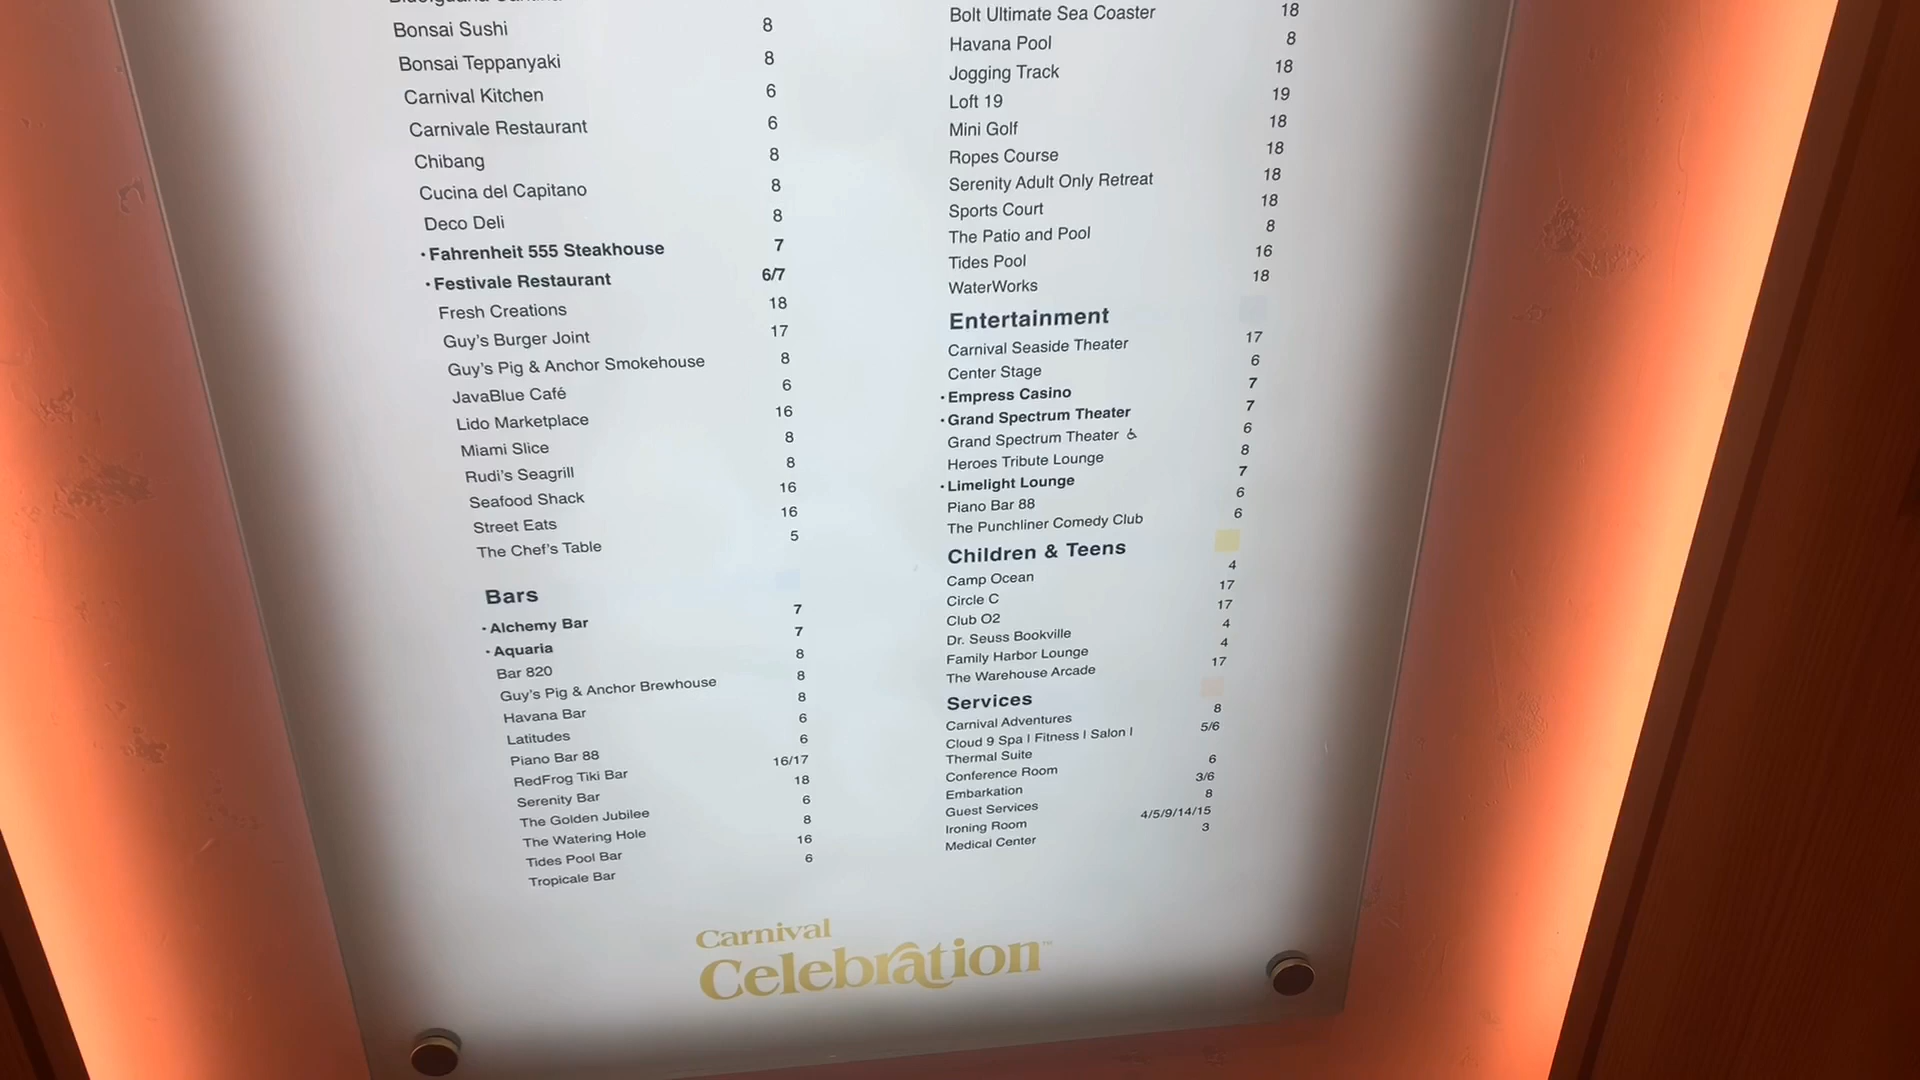 Bonsai Sushi 8
Bonsai Teppanyaki 8
Carnival Kitchen 6
Carnivale Restaurant 6
Chibang 8
Cucina del Capitano 8
Deco Deli 8
· Fahrenheit 555 Steakhouse 7
· Festivale Restaurant 6/7
Fresh Creations 18
Guy's Burger Joint 17
Guy's Pig & Anchor Smokehouse 8
JavaBlue Café 6
Lido Marketplace 16
Miami Slice 8
Rudi's Seagrill 8
Seafood Shack 16
Street Eats 16
The Chef's Table 5
Bars
· Alchemy Bar 7
· Aquaria 7
Bar 820 8
Guy's Pig & Anchor Brewhouse 8
Havana Bar 8
Latitudes 6
Piano Bar 88 6
RedFrog Tiki Bar 16/17
Serenity Bar 18
The Golden Jubilee 6
The Watering Hole 8
Tides Pool Bar 16
Tropicale Bar 6
Bolt Ultimate Sea Coaster 18
Havana Pool 8
Jogging Track 18
Loft 19 19
Mini Golf 18
Ropes Course 18
Serenity Adult Only Retreat 18
Sports Court 18
The Patio and Pool 8
Tides Pool 16
WaterWorks 18
Entertainment
Carnival Seaside Theater 17
Center Stage 6
· Empress Casino 7
· Grand Spectrum Theater 7
Grand Spectrum Theater ♿ 6
Heroes Tribute Lounge 8
· Limelight Lounge 7
Piano Bar 88 6
The Punchliner Comedy Club 6
Children & Teens
Camp Ocean 4
Circle C 17
Club O2 17
Dr. Seuss Bookville 4
Family Harbor Lounge 4
The Warehouse Arcade 17
Services
Carnival Adventures 8
Cloud 9 Spa | Fitness | Salon | 5/6
Thermal Suite
Conference Room 6
Embarkation 3/6
Guest Services 8
Ironing Room 4/5/9/14/15
Medical Center 3
Carnival
Celebration™